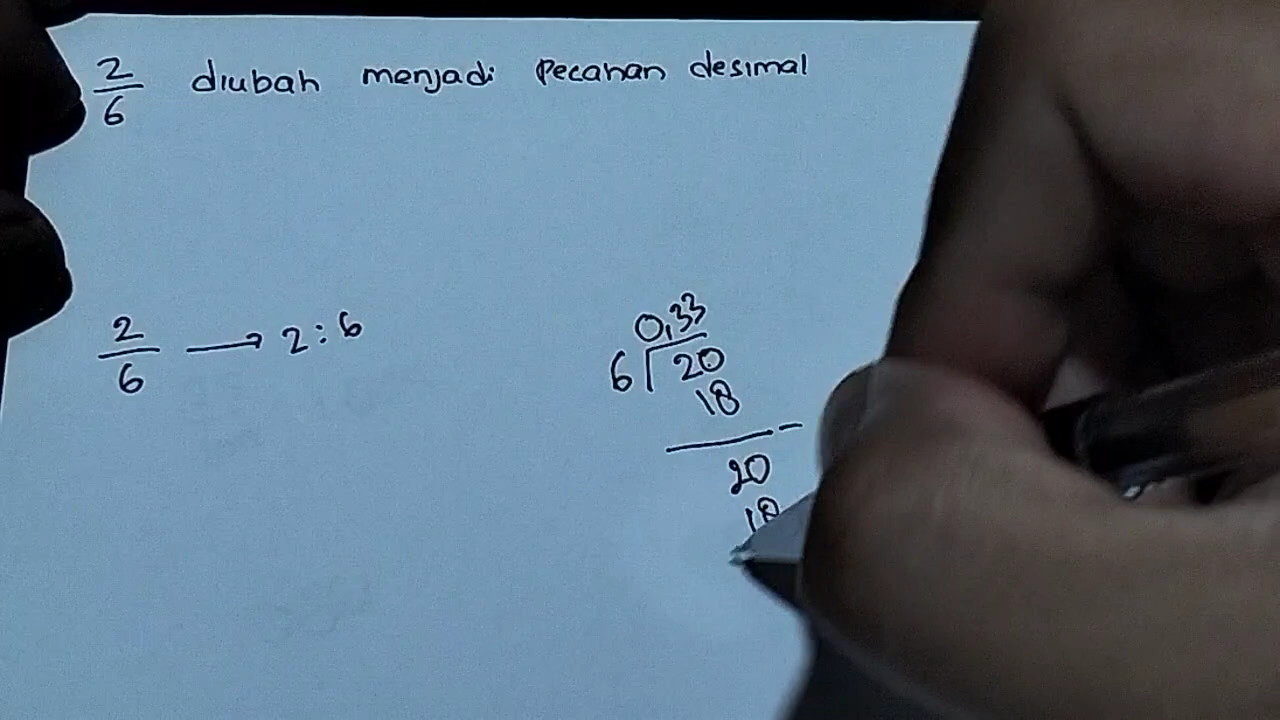 2/6 diubah menjadi pecahan desimal
2/6 → 2:6
0,33
6 20
18 -
20
18